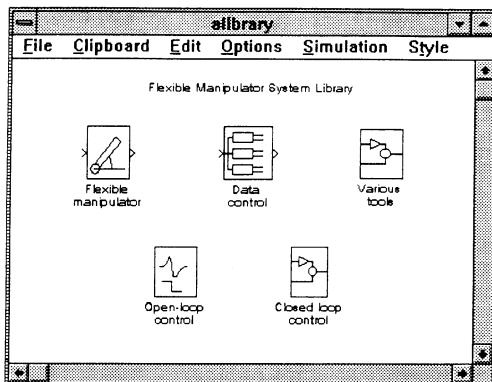 allibrary
File Clipboard Edit Options Simulation Style
Flexible Manipulator System Library
Flexible
manipulator
Data
control
Various
tools
Open-loop
control
Closed loop
control